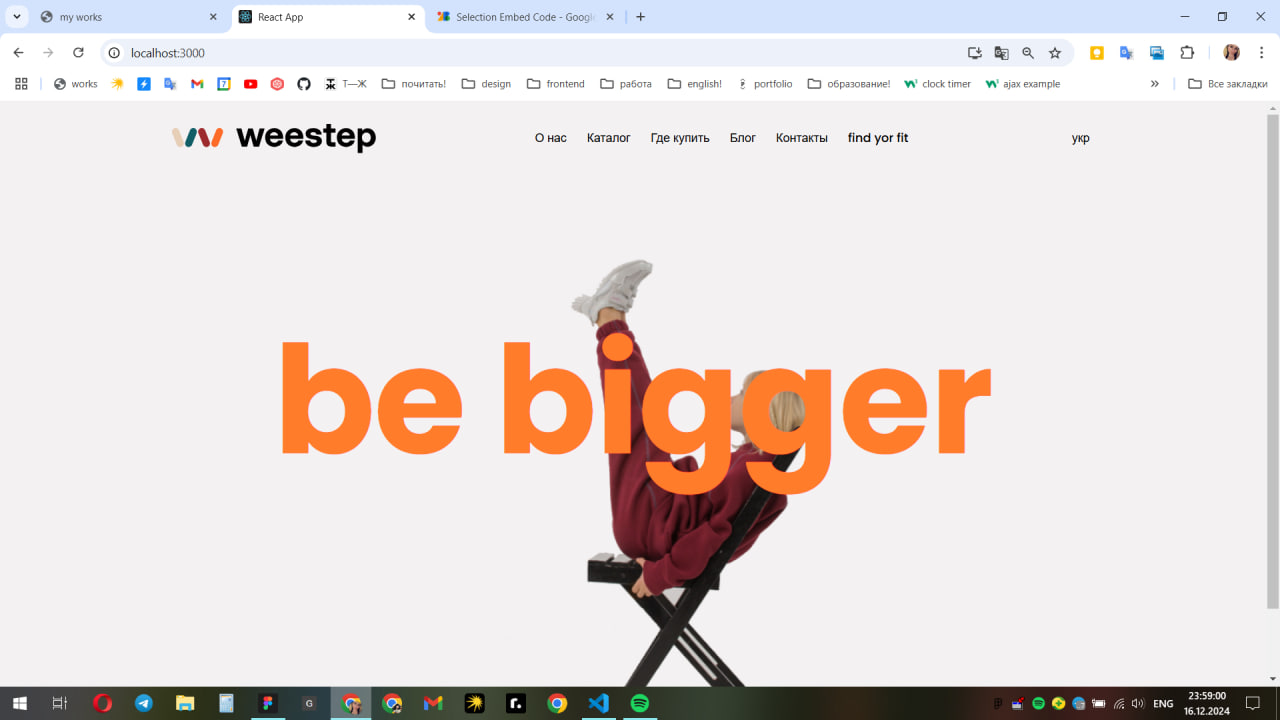 my works
React App
Selection Embed Code - Google
localhost:3000
works
Т—Ж
почитать!
design
frontend
работа
english!
portfolio
образование!
clock timer
ajax example
Все закладки
weestep
О нас
Каталог
Где купить
Блог
Контакты
find yor fit
укр
be bigger
ENG
23:59:00
16.12.2024